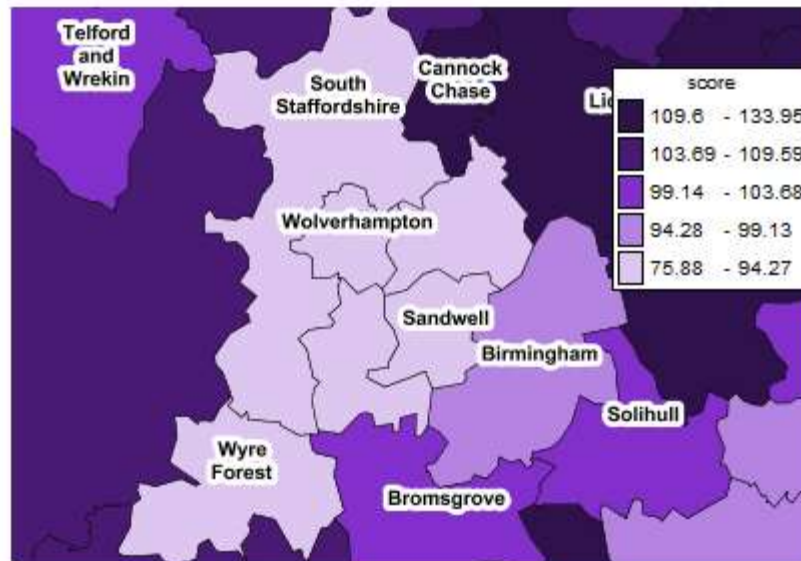 Telford
and
Wrekin
South
Staffordshire
Cannock
Chase
score
109.6 - 133.95
103.69 - 109.59
99.14 - 103.68
94.28 - 99.13
75.88 - 94.27
Wolverhampton
Sandwell
Birmingham
Solihull
Wyre
Forest
Bromsgrove